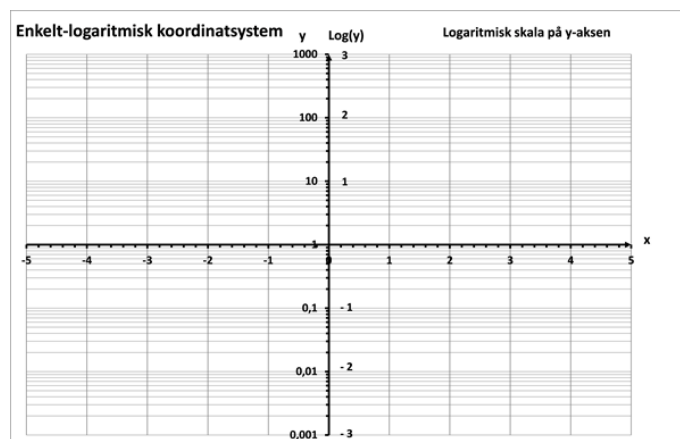 Enkelt-logaritmisk koordinatsystem y Log(y) Logaritmisk skala på y-aksen
1000 3
100 2
10 1
1 x
-5 -4 -3 -2 -1 0 1 2 3 4 5
0,1 - 1
0,01 - 2
0,001 - 3